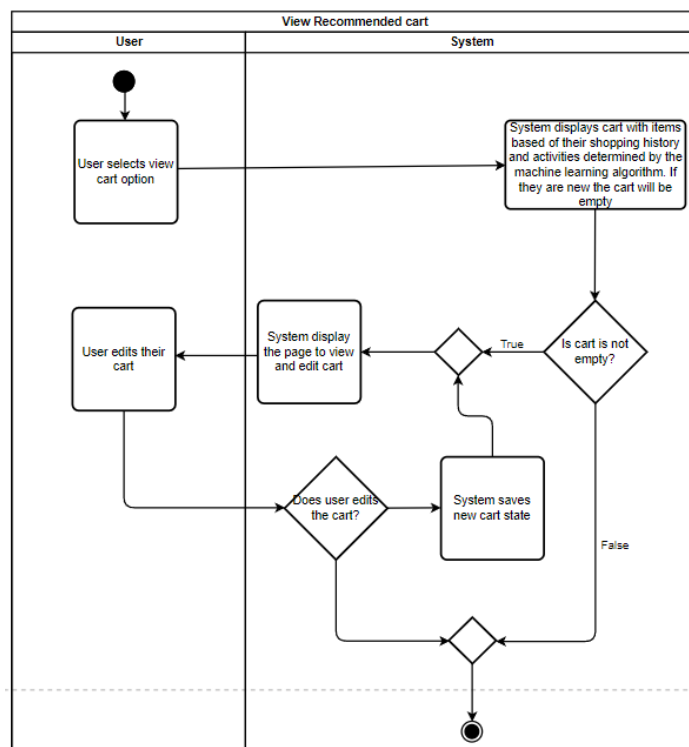 View Recommended cart
User
System
User selects view
cart option
System displays cart with items
based of their shopping history
and activities determined by the
machine learning algorithm. If
they are new the cart will be
empty
User edits their
cart
System display
the page to view
and edit cart
True
Is cart is not
empty?
Does user edits
the cart?
System saves
new cart state
False